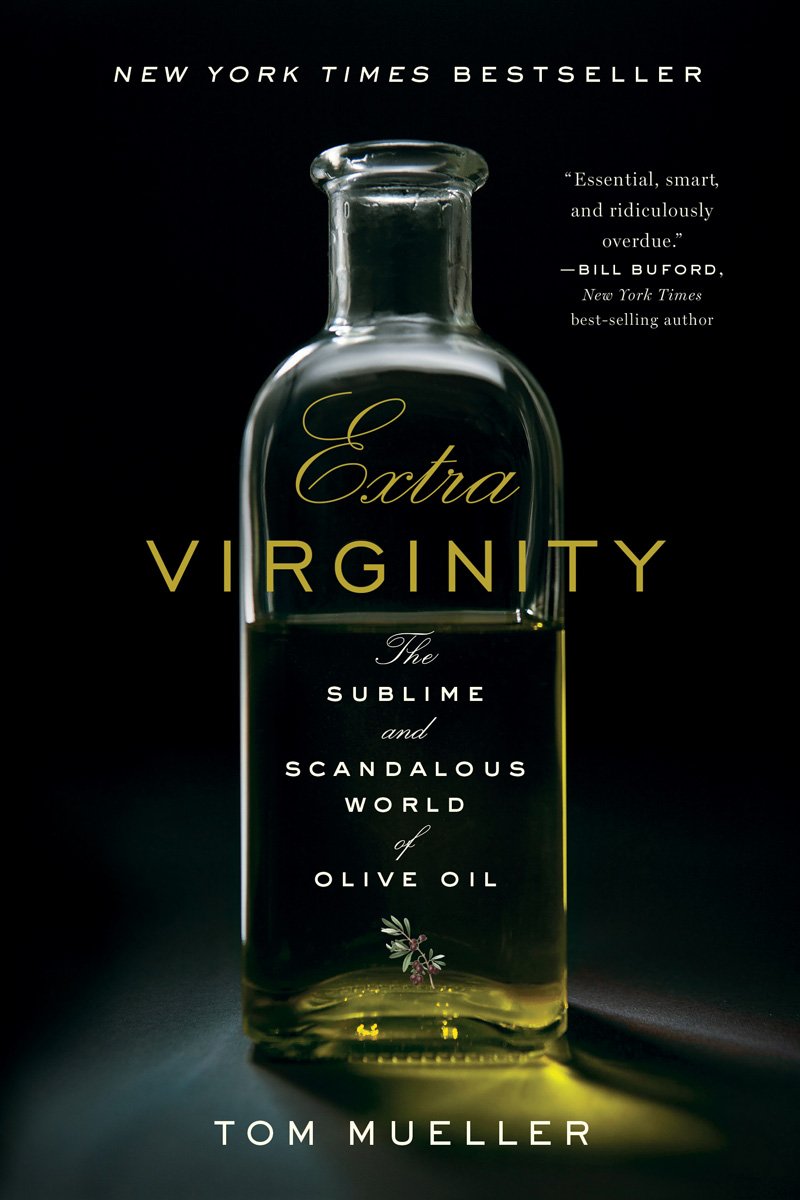 NEW YORK TIMES BESTSELLER
“Essential, smart,
and ridiculously
overdue.”
—BILL BUFORD,
New York Times
best-selling author
Extra
VIRGINITY
The
SUBLIME
and
SCANDALOUS
WORLD
of
OLIVE OIL
TOM MUELLER